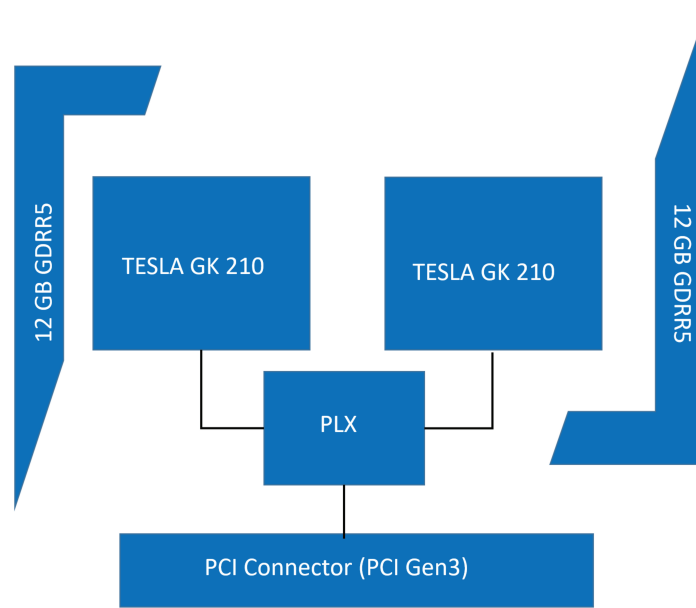 12 GB GDRR5
TESLA GK 210
TESLA GK 210
12 GB GDRR5
PLX
PCI Connector (PCI Gen3)